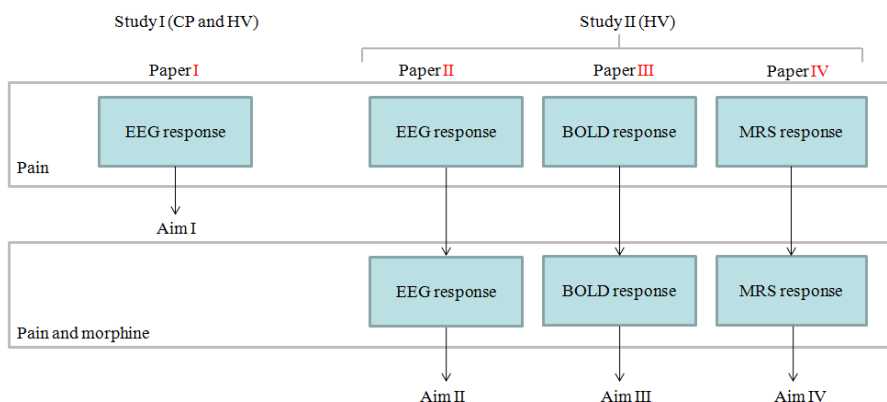 Study I (CP and HV)
Study II (HV)
Paper I
Paper II
Paper III
Paper IV
EEG response
EEG response
BOLD response
MRS response
Pain
Aim I
EEG response
BOLD response
MRS response
Pain and morphine
Aim II
Aim III
Aim IV